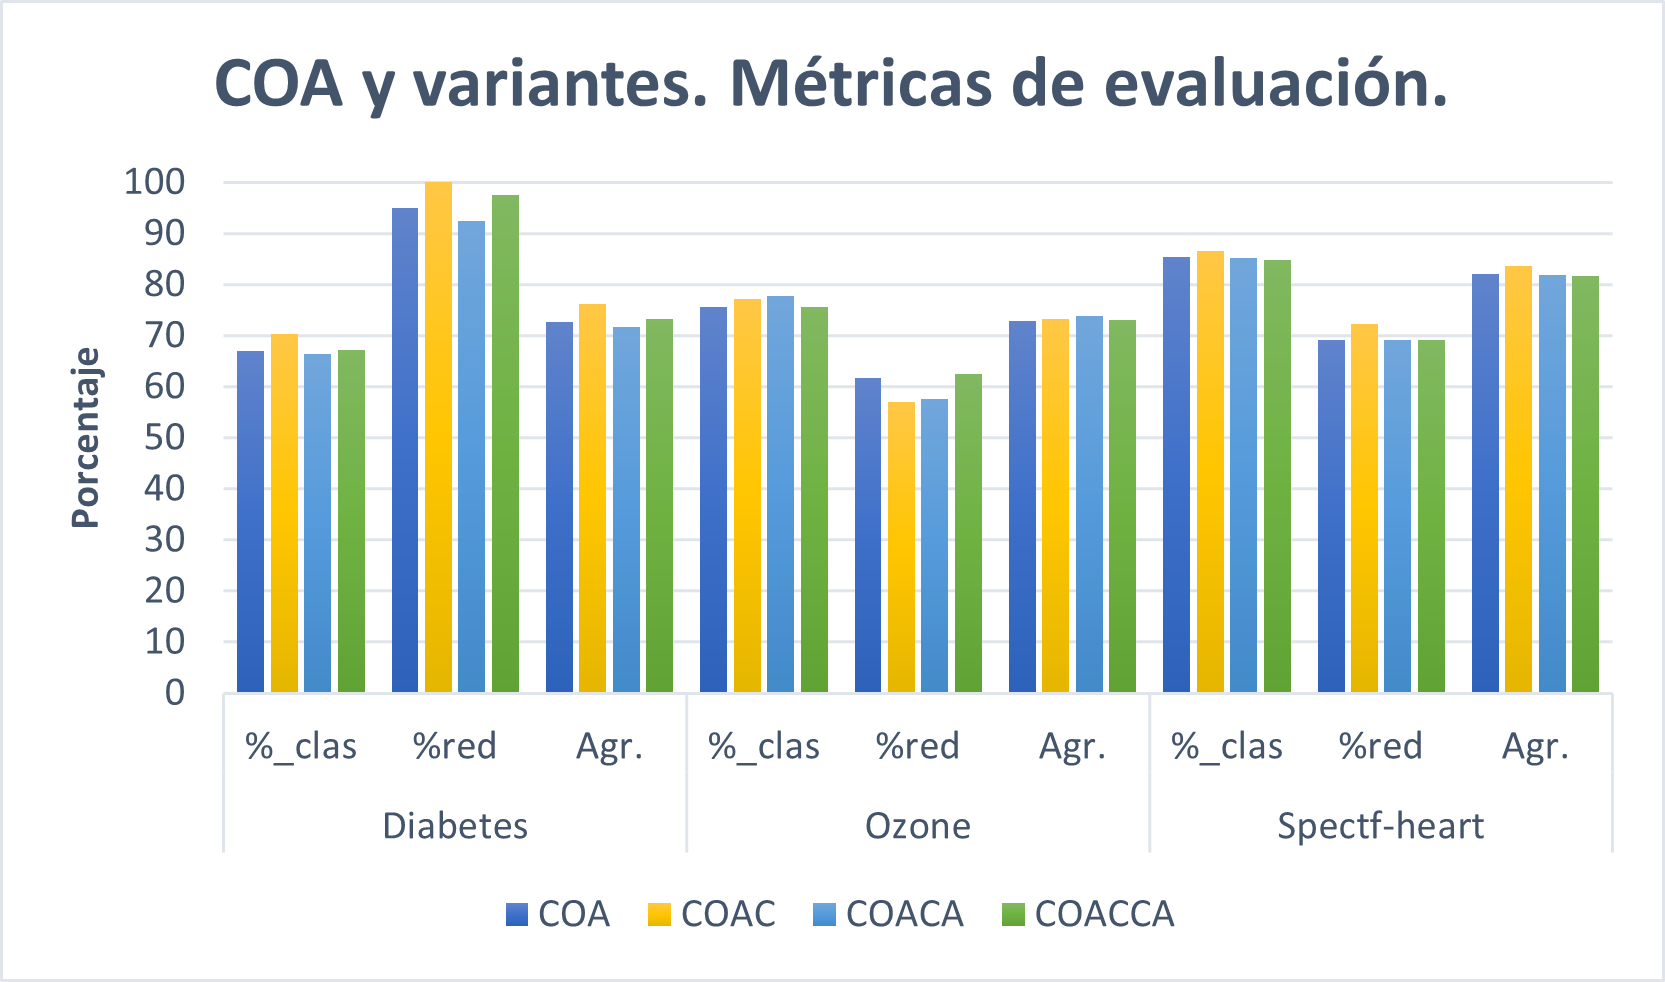 COA y variantes. Métricas de evaluación.
Porcentaje
100
90
80
70
60
50
40
30
20
10
0
%_clas %red Agr. %_clas %red Agr. %_clas %red Agr.
Diabetes Ozone Spectf-heart
COA COAC COACA COACCA